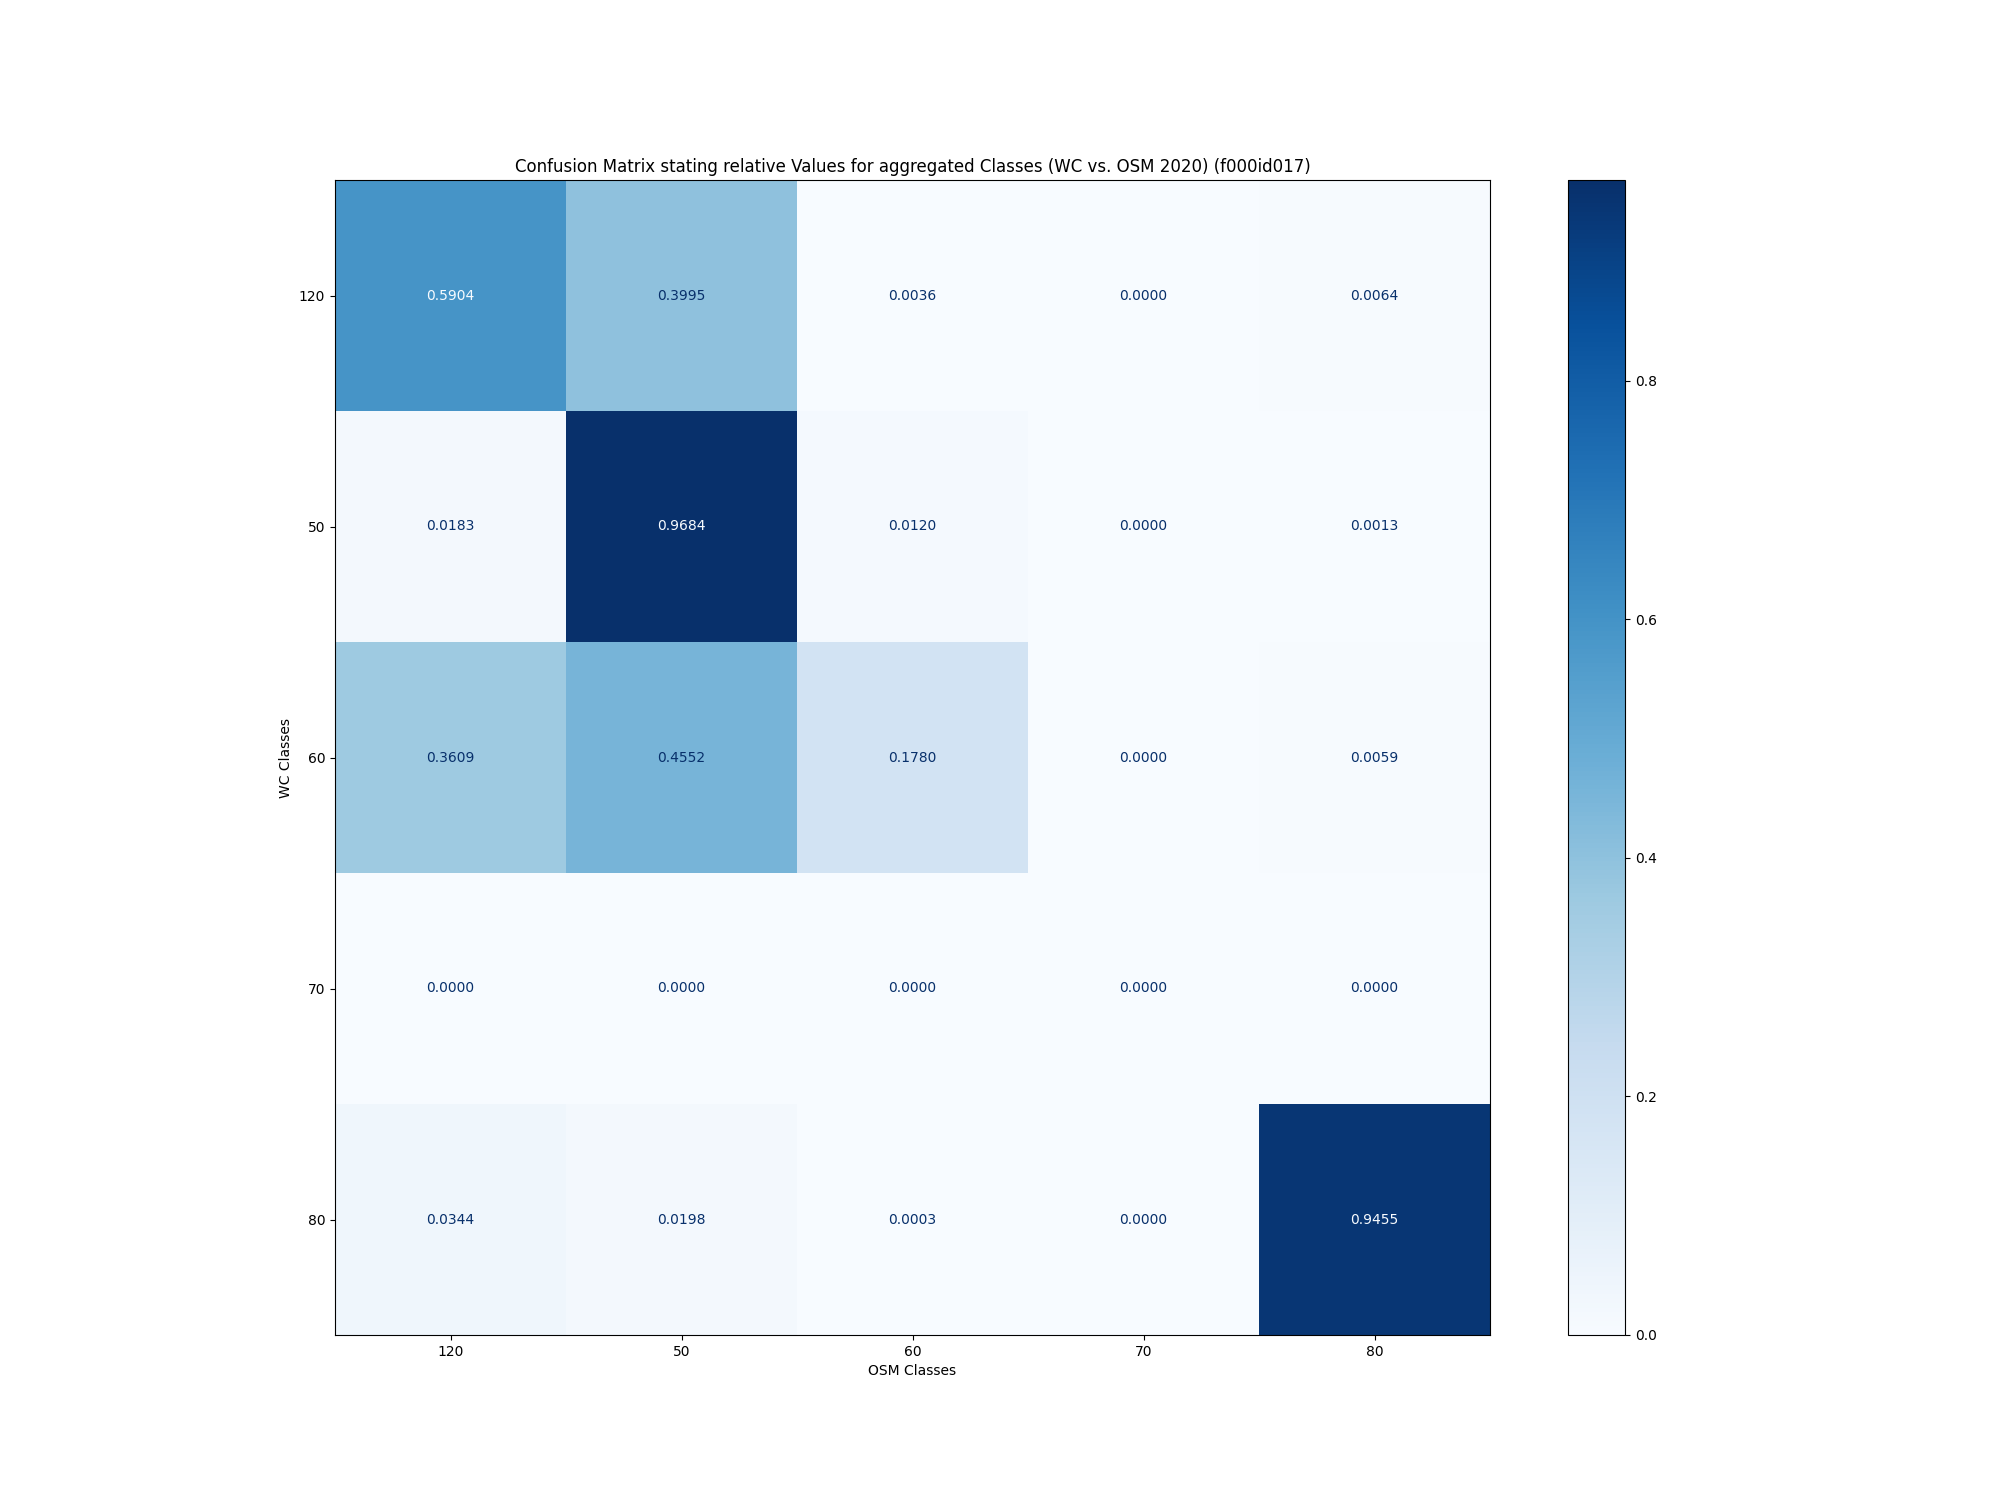 Confusion Matrix stating relative Values for aggregated Classes (WC vs. OSM 2020) (f000id017)
120 0.5904 0.3995 0.0036 0.0000 0.0064
50 0.0183 0.9684 0.0120 0.0000 0.0013
60 0.3609 0.4552 0.1780 0.0000 0.0059
70 0.0000 0.0000 0.0000 0.0000 0.0000
80 0.0344 0.0198 0.0003 0.0000 0.9455
120 50 60 70 80
OSM Classes
WC Classes
0.8
0.6
0.4
0.2
0.0